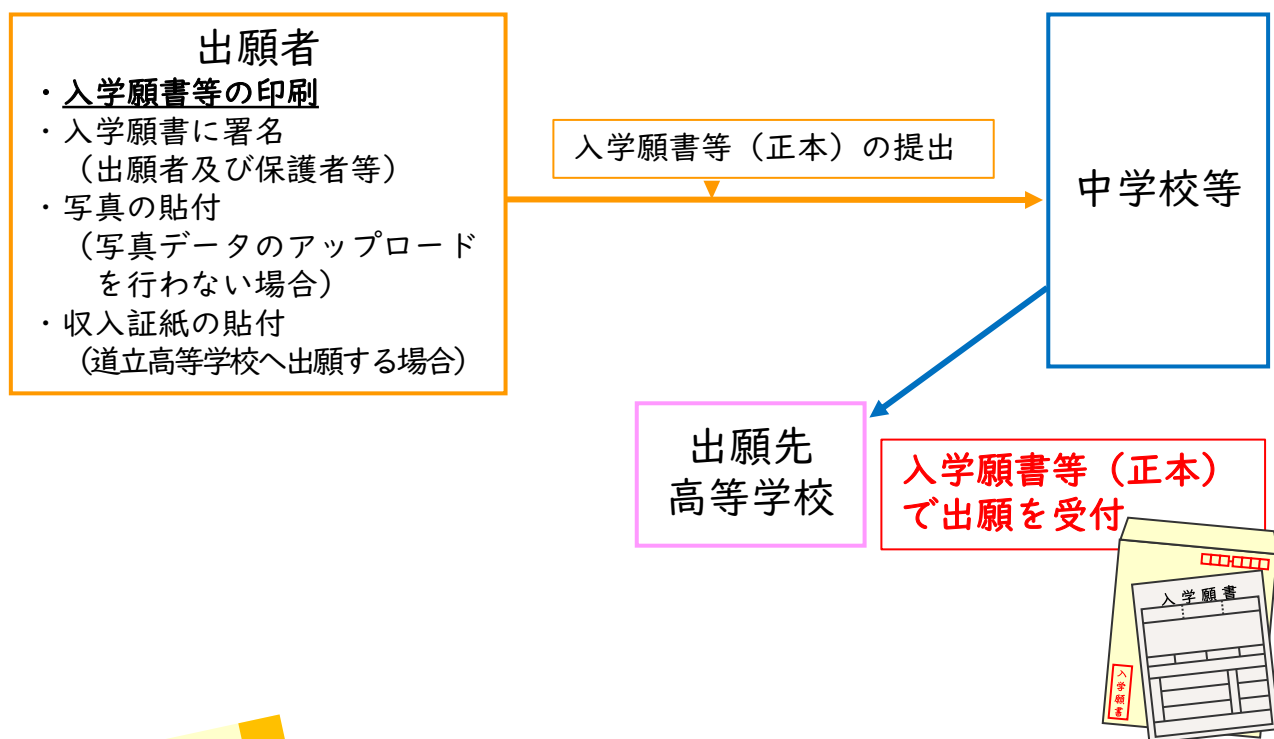 出願者
・入学願書等の印刷
・入学願書に署名
（出願者及び保護者等）
・写真の貼付
（写真データのアップロード
を行わない場合）
・収入証紙の貼付
（道立高等学校へ出願する場合）
入学願書等（正本）の提出
中学校等
出願先
高等学校
入学願書等（正本）
で出願を受付
入学願書
入学願書